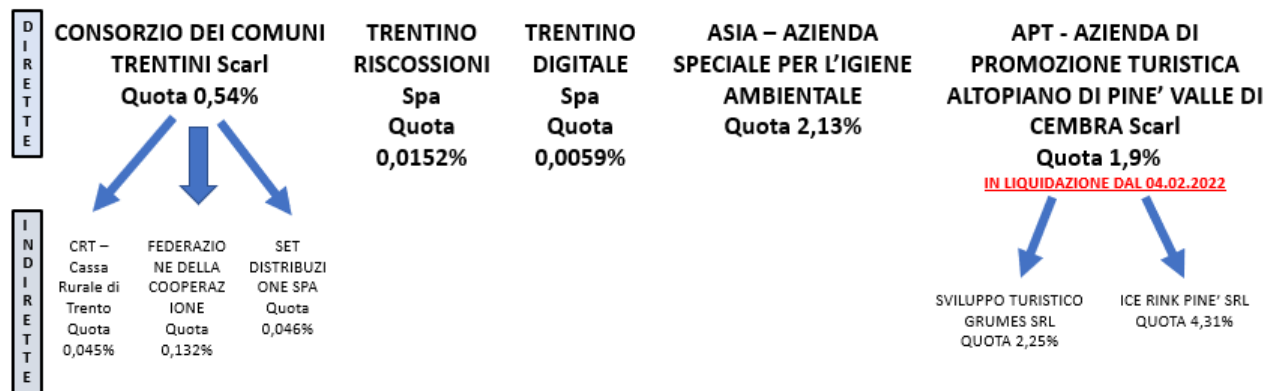 DIRETTE
CONSORZIO DEI COMUNI
TRENTINI Scarl
Quota 0,54%
TRENTINO
RISCOSSIONI
Spa
Quota
0,0152%
TRENTINO
DIGITALE
Spa
Quota
0,0059%
ASIA – AZIENDA
SPECIALE PER L’IGIENE
AMBIENTALE
Quota 2,13%
APT - AZIENDA DI
PROMOZIONE TURISTICA
ALTOPIANO DI PINE’ VALLE DI
CEMBRA Scarl
Quota 1,9%
IN LIQUIDAZIONE DAL 04.02.2022
INDIRETTE
CRT –
Cassa
Rurale di
Trento
Quota
0,045%
FEDERAZIO
NE DELLA
COOPERAZ
IONE
Quota
0,132%
SET
DISTRIBUZI
ONE SPA
Quota
0,046%
SVILUPPO TURISTICO
GRUMES SRL
QUOTA 2,25%
ICE RINK PINE’ SRL
QUOTA 4,31%